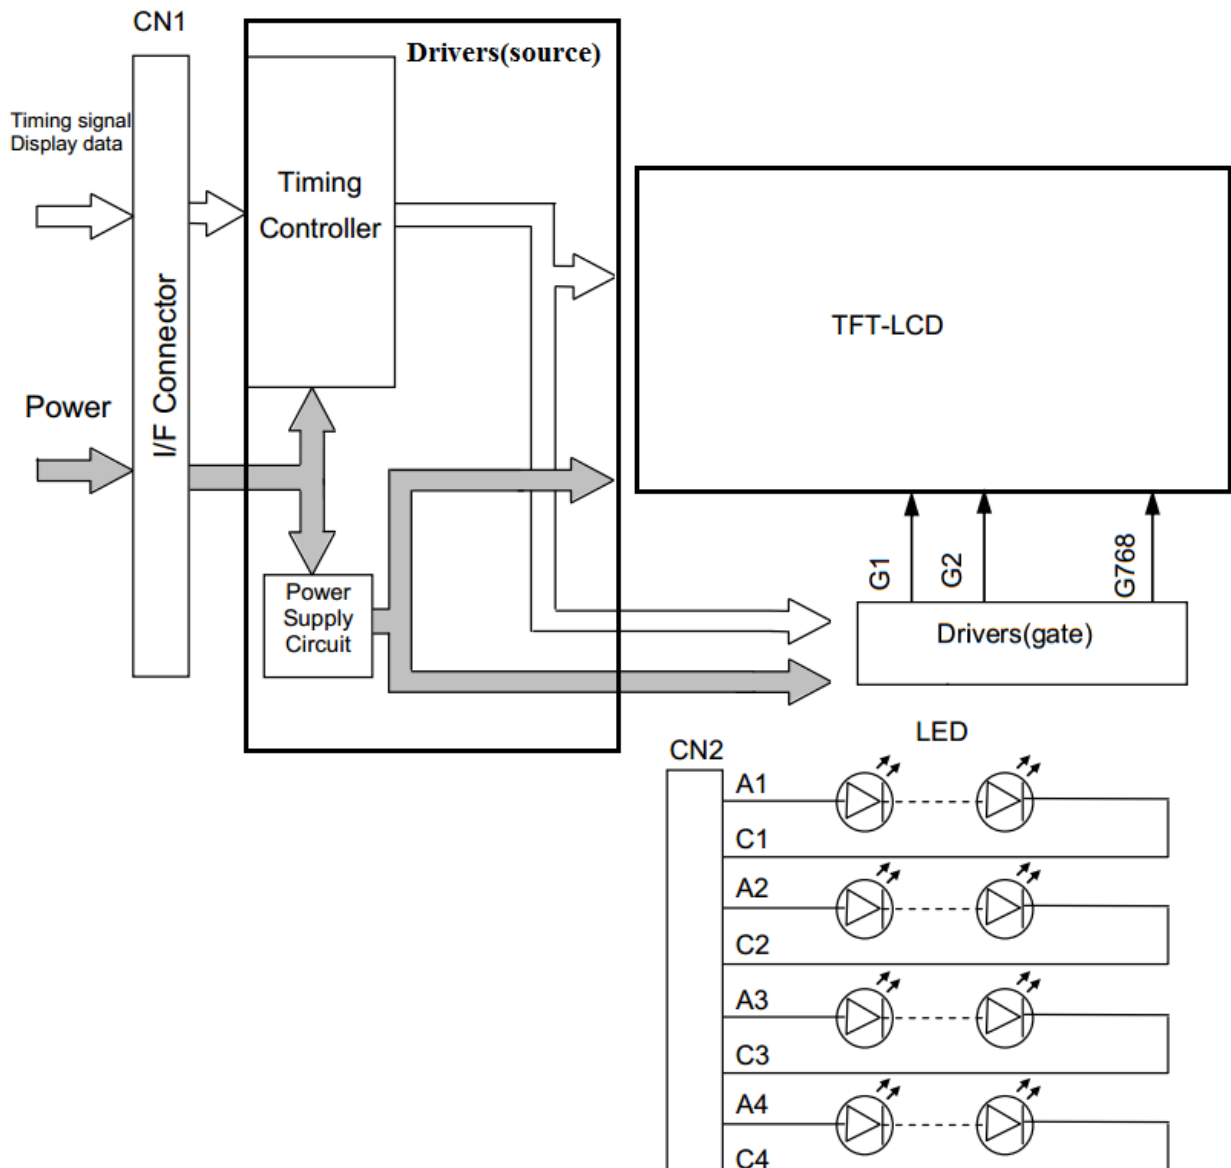 CN1
Drivers(source)
Timing signal
Display data
Timing
Controller
I/F Connector
Power
TFT-LCD
Power
Supply
Circuit
G1
G2
G768
Drivers(gate)
LED
CN2
A1
C1
A2
C2
A3
C3
A4
C4